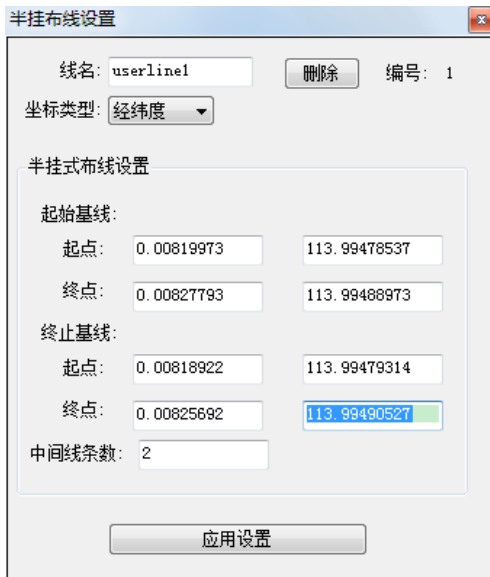 半挂布线设置
线名: userline1 删除 编号: 1
坐标类型: 经纬度
半挂式布线设置
起始基线:
起点: 0.00819973 113.99478537
终点: 0.00827793 113.99488973
终止基线:
起点: 0.00818922 113.99479314
终点: 0.00825692 113.99490527
中间线条数: 2
应用设置